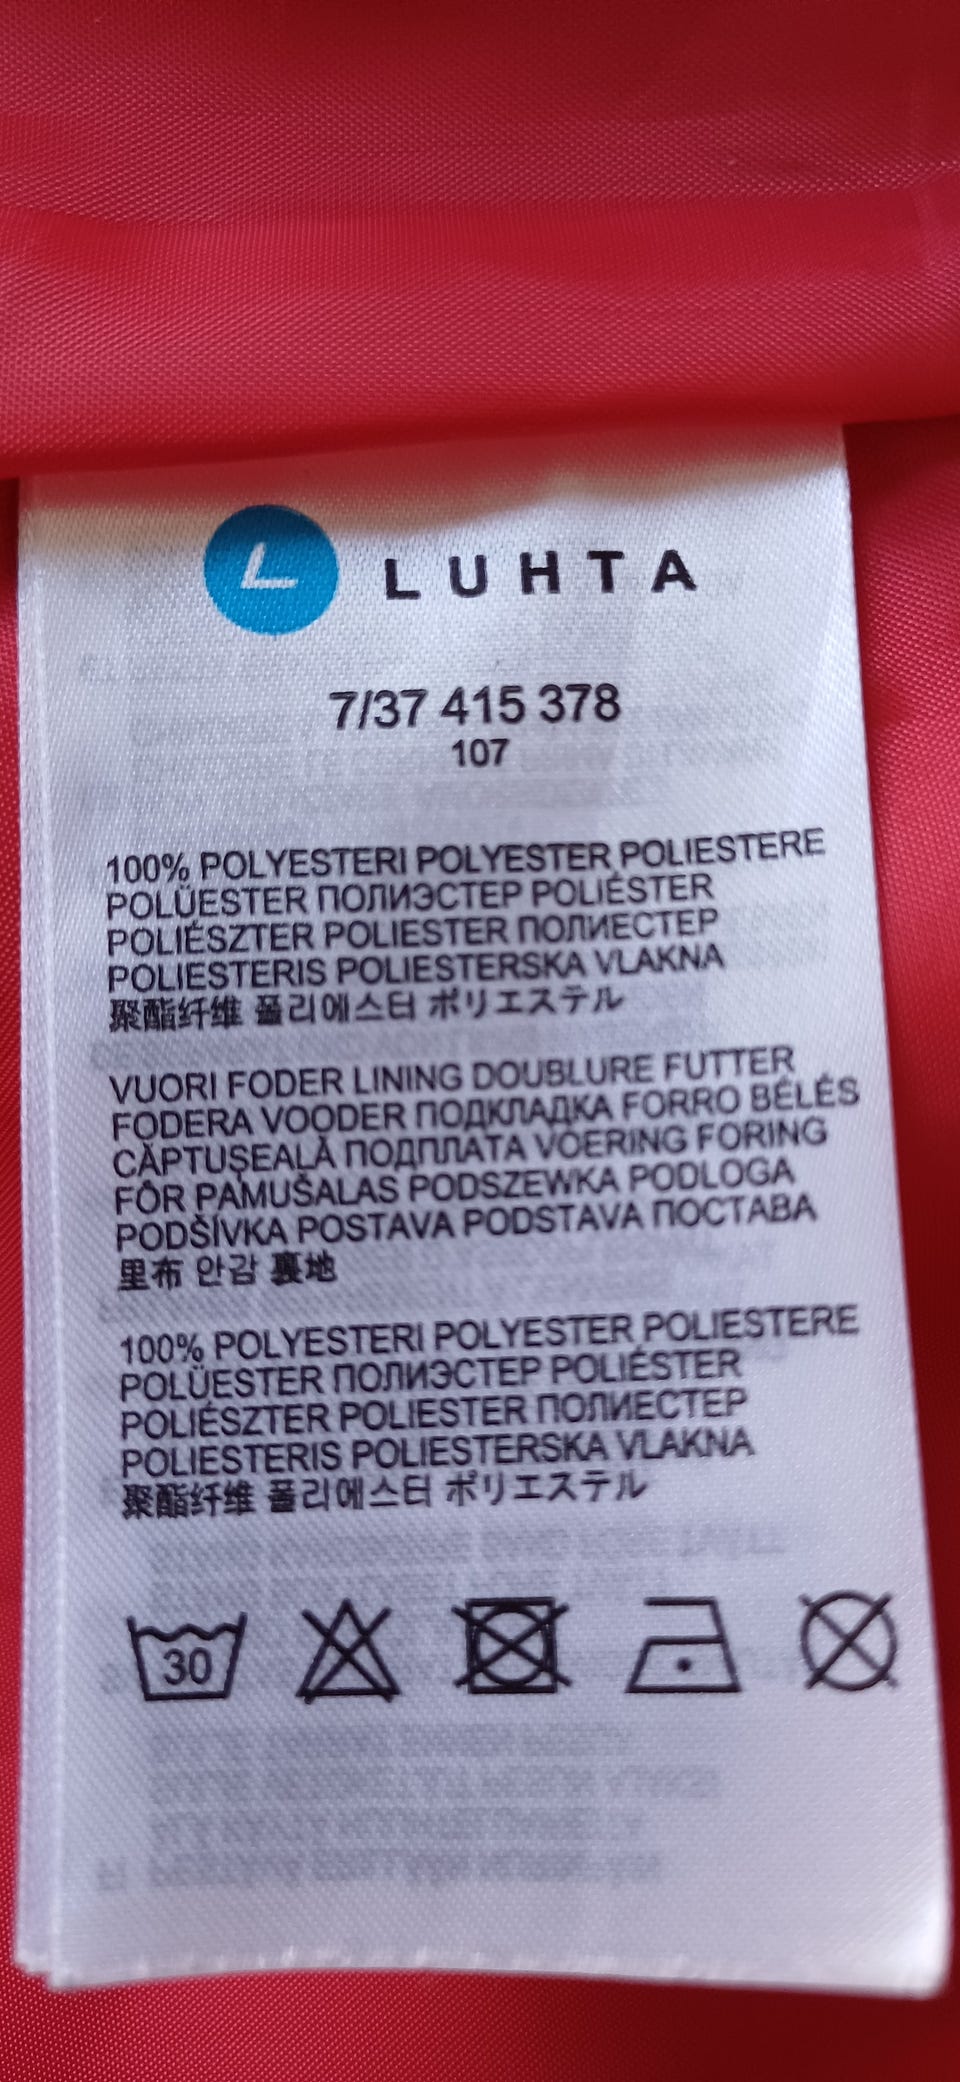 L LUHTA
7/37 415 378
107
100% POLYESTERI POLYESTER POLIESTERE
POLÜESTER ПОЛИЭСТЕР POLIÉSTER
POLIÉSZTER POLIESTER ПОЛИЕСТЕР
POLIESTERIS POLIESTERSKA VLAKNA
聚酯纤维 폴리에스터 ポリエステル
VUORI FODER LINING DOUBLURE FUTTER
FODERA VOODER ПОДКЛАДКА FORRO BÉLÉS
CĂPTUŞEALĂ ПОДПЛАТА VOERING FORING
FÔR PAMUŠALAS PODSZEWKA PODLOGA
PODŠÍVKA POSTAVA PODSTAVA ПОСТАВА
里布 안감 裏地
100% POLYESTERI POLYESTER POLIESTERE
POLÜESTER ПОЛИЭСТЕР POLIÉSTER
POLIÉSZTER POLIESTER ПОЛИЕСТЕР
POLIESTERIS POLIESTERSKA VLAKNA
聚酯纤维 폴리에스터 ポリエステル
30